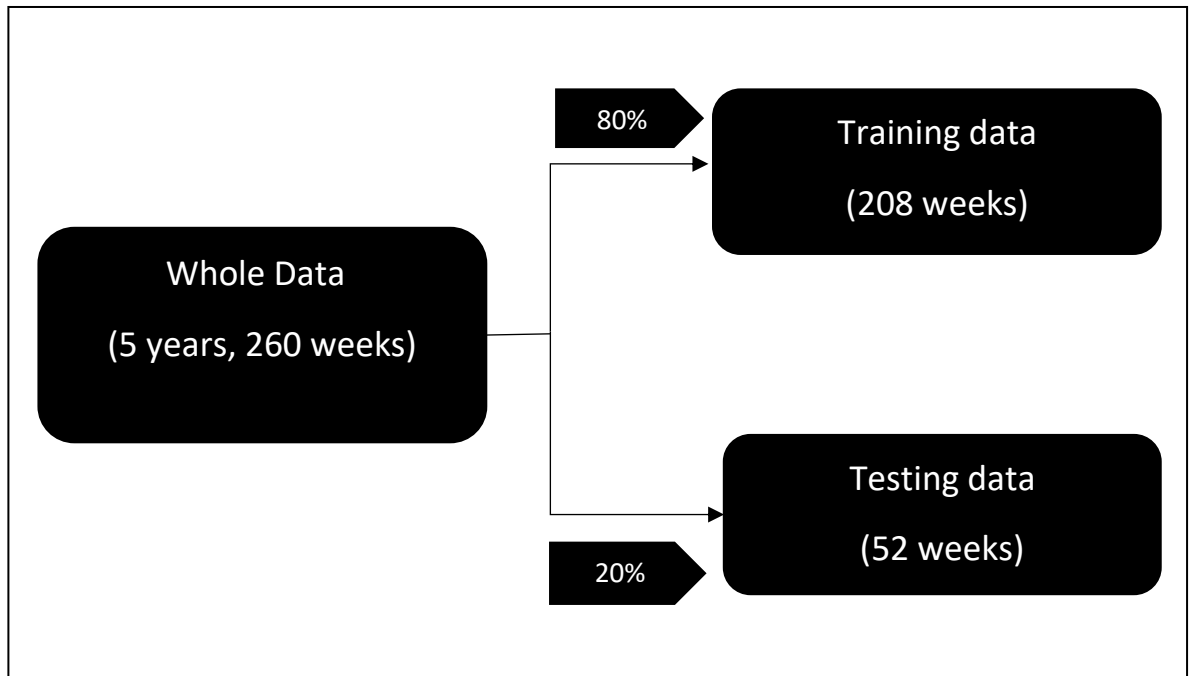 Whole Data
(5 years, 260 weeks)
80%
Training data
(208 weeks)
20%
Testing data
(52 weeks)